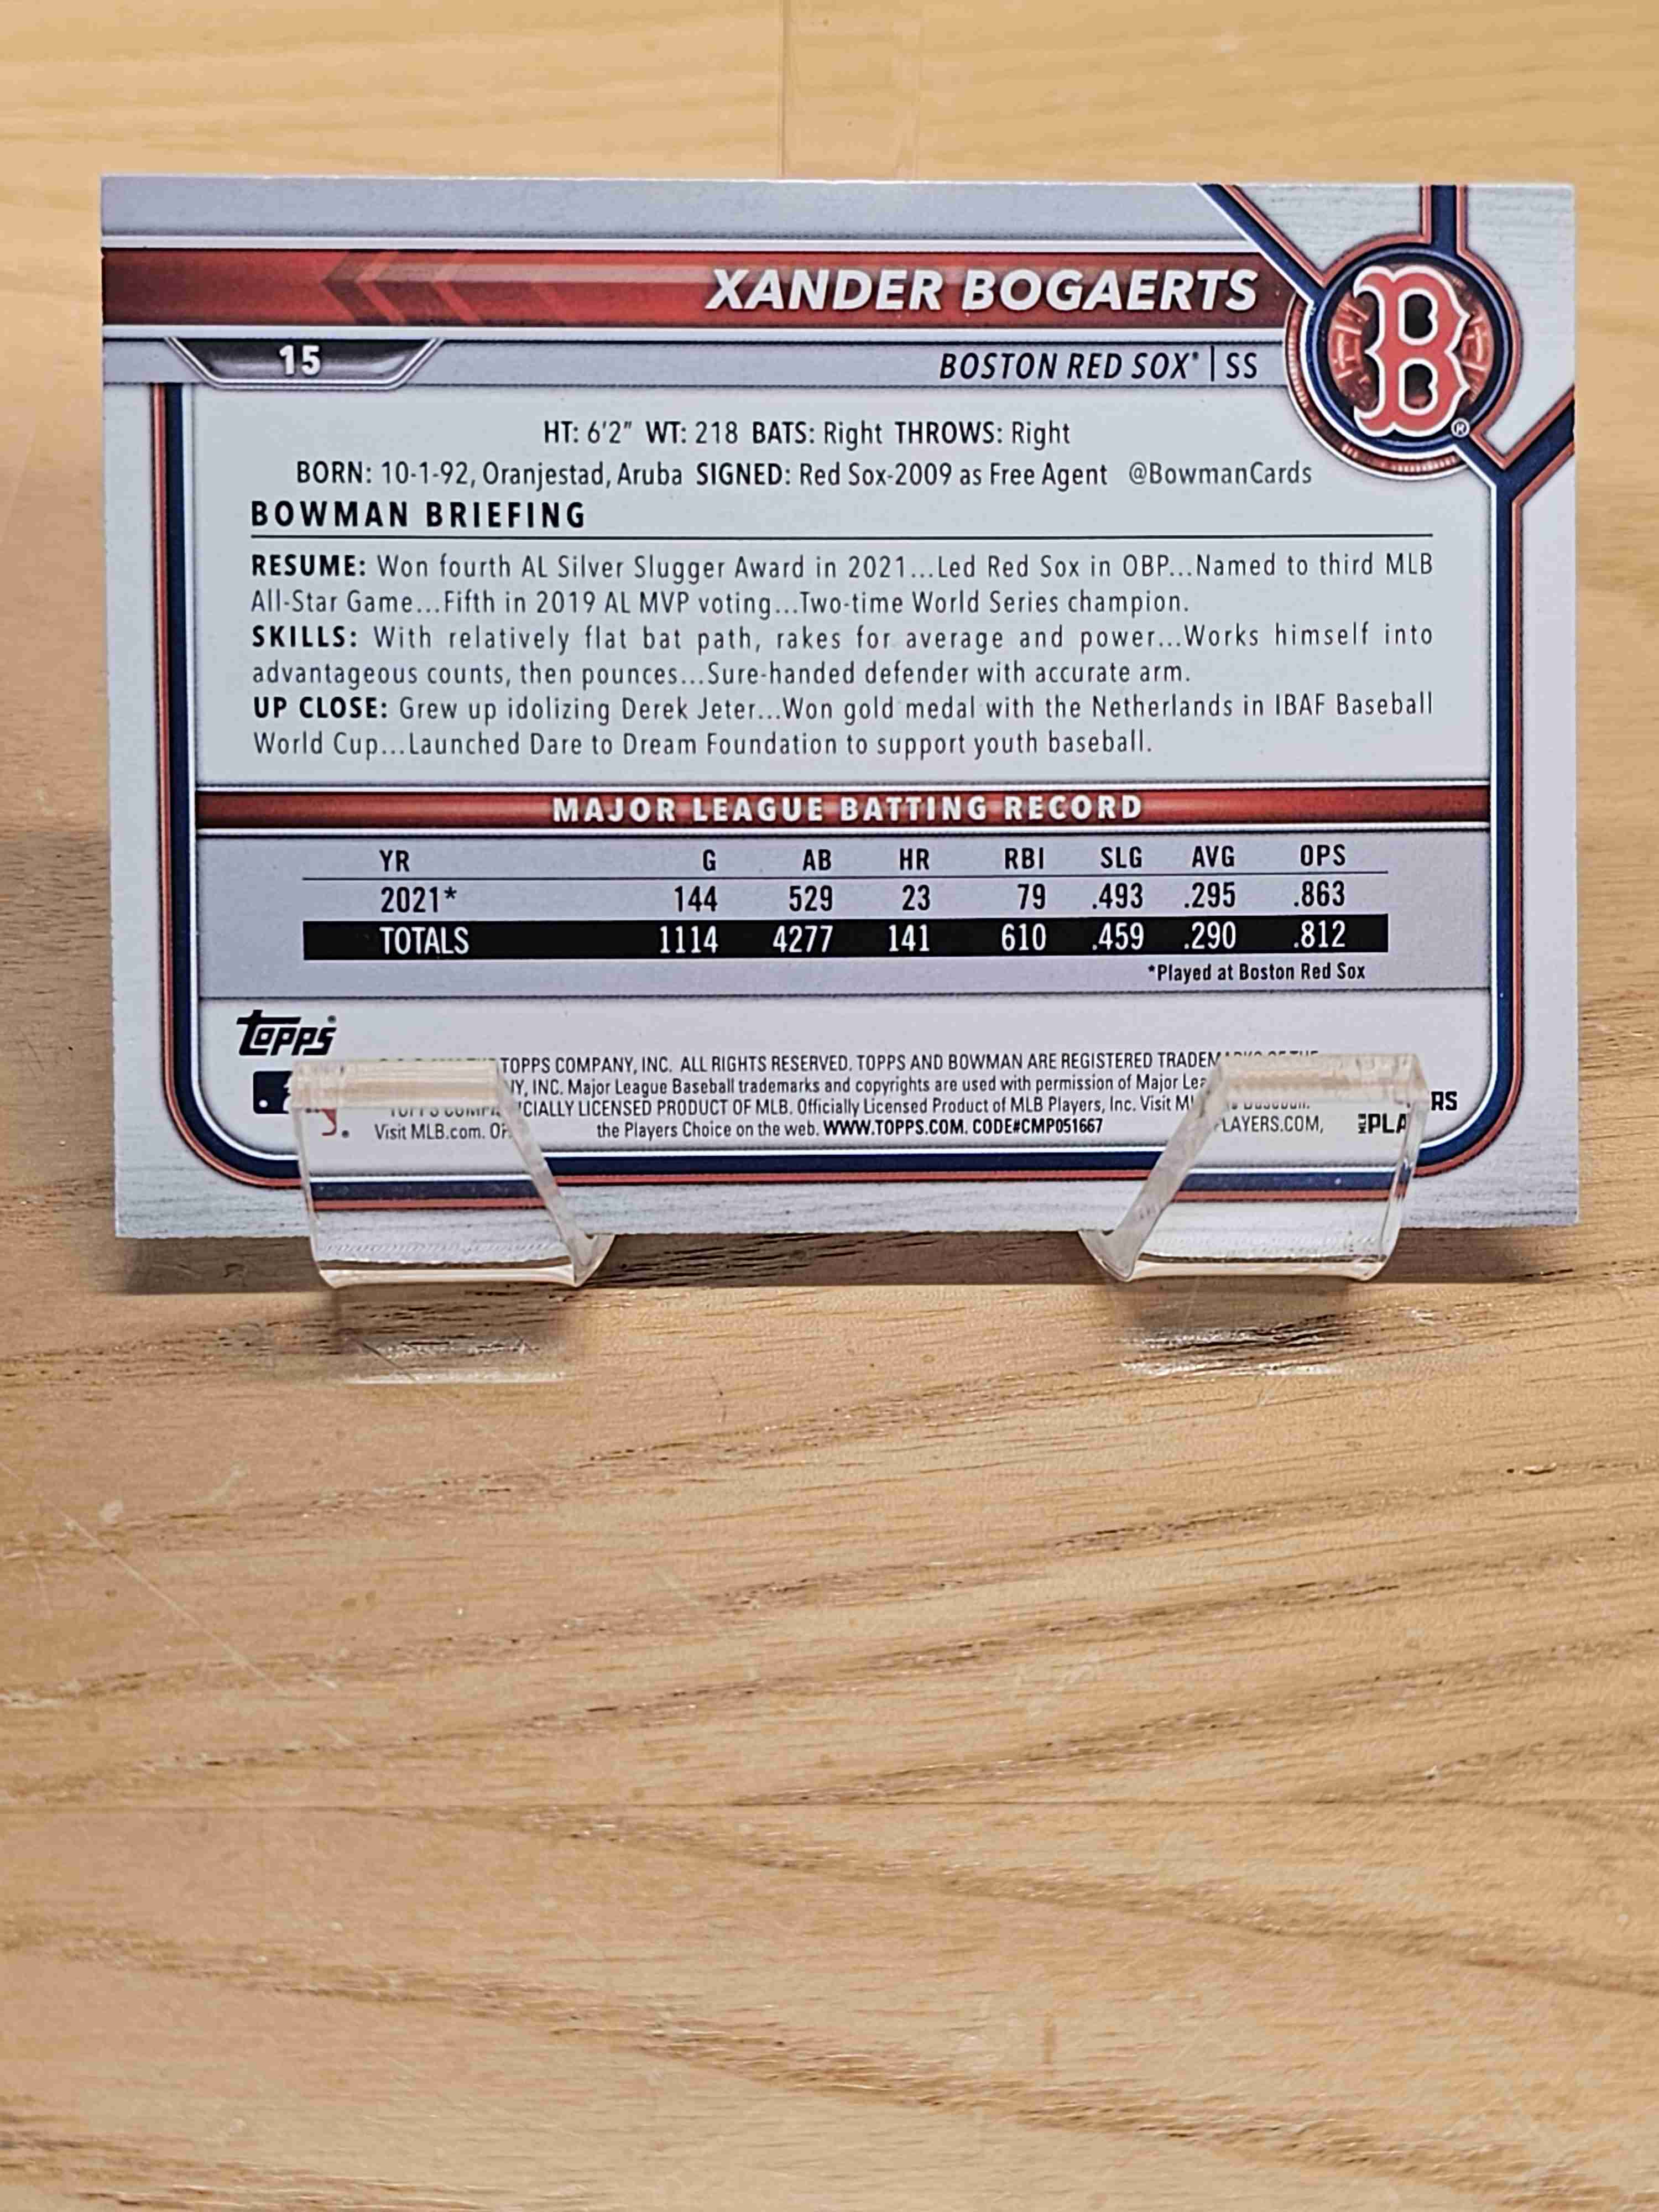 XANDER BOGAERTS
15
BOSTON RED SOX® | SS
B
®
HT: 6'2" WT: 218 BATS: Right THROWS: Right
BORN: 10-1-92, Oranjestad, Aruba SIGNED: Red Sox-2009 as Free Agent @BowmanCards
BOWMAN BRIEFING
RESUME: Won fourth AL Silver Slugger Award in 2021...Led Red Sox in OBP...Named to third MLB
All-Star Game...Fifth in 2019 AL MVP voting...Two-time World Series champion.
SKILLS: With relatively flat bat path, rakes for average and power...Works himself into
advantageous counts, then pounces...Sure-handed defender with accurate arm.
UP CLOSE: Grew up idolizing Derek Jeter...Won gold medal with the Netherlands in IBAF Baseball
World Cup...Launched Dare to Dream Foundation to support youth baseball.
MAJOR LEAGUE BATTING RECORD
YR G AB HR RBI SLG AVG OPS
2021* 144 529 23 79 .493 .295 .863
TOTALS 1114 4277 141 610 .459 .290 .812
*Played at Boston Red Sox
Topps®
TOPPS COMPANY, INC. ALL RIGHTS RESERVED. TOPPS AND BOWMAN ARE REGISTERED
INC. Major League Baseball trademarks and copyrights are used with permission of Major
LICENSED PRODUCT OF MLB. Officially Licensed Product of MLB Players, Inc. Visit
Visit MLB.com. the Players Choice on the web. WWW.TOPPS.COM. CODE#CMP051667